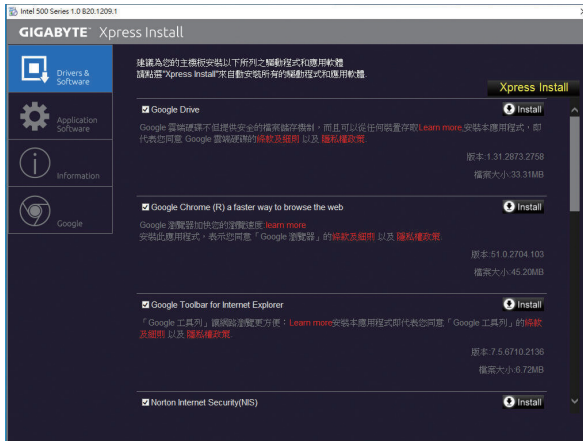 Intel 500 Series 1.0 B20.1209.1
GIGABYTE™ Xpress Install
Drivers & Software
Application Software
Information
Google
建議為您的主機板安裝以下所列之驅動程式和應用軟體
請點選"Xpress Install"來自動安裝所有的驅動程式和應用軟體.
Xpress Install
Google Drive
Install
Google 雲端硬碟不但提供安全的檔案儲存機制，而且可以從任何裝置存取Learn more,安裝本應用程式，即
代表您同意 Google 雲端硬碟的條款及細則 以及 隱私權政策.
版本:1.31.2873.2758
檔案大小:33.31MB
Google Chrome (R) a faster way to browse the web
Install
Google 瀏覽器加快您的瀏覽速度:learn more
安裝此應用程式，表示您同意「Google 瀏覽器」的條款及細則 以及 隱私權政策.
版本:51.0.2704.103
檔案大小:45.20MB
Google Toolbar for Internet Explorer
Install
「Google 工具列」讓網路瀏覽更方便：Learn more安裝本應用程式即代表您同意「Google 工具列」的條款
及細則 以及 隱私權政策.
版本:7.5.6710.2136
檔案大小:6.72MB
Norton Internet Security(NIS)
Install